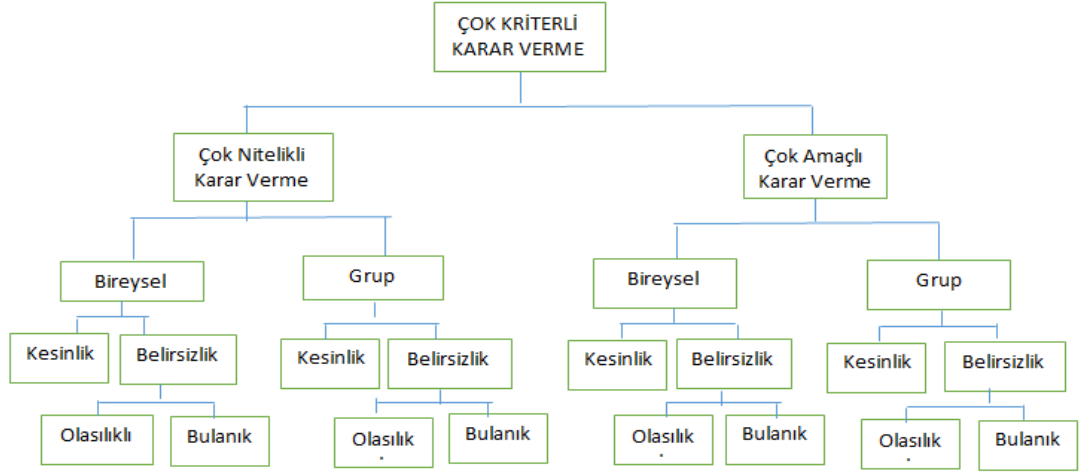 ÇOK KRİTERLİ
KARAR VERME
Çok Nitelikli
Karar Verme
Çok Amaçlı
Karar Verme
Bireysel
Grup
Bireysel
Grup
Kesinlik
Belirsizlik
Kesinlik
Belirsizlik
Kesinlik
Belirsizlik
Kesinlik
Belirsizlik
Olasılıklı
Bulanık
Olasılık
Bulanık
Olasılık
Bulanık
Olasılık
Bulanık